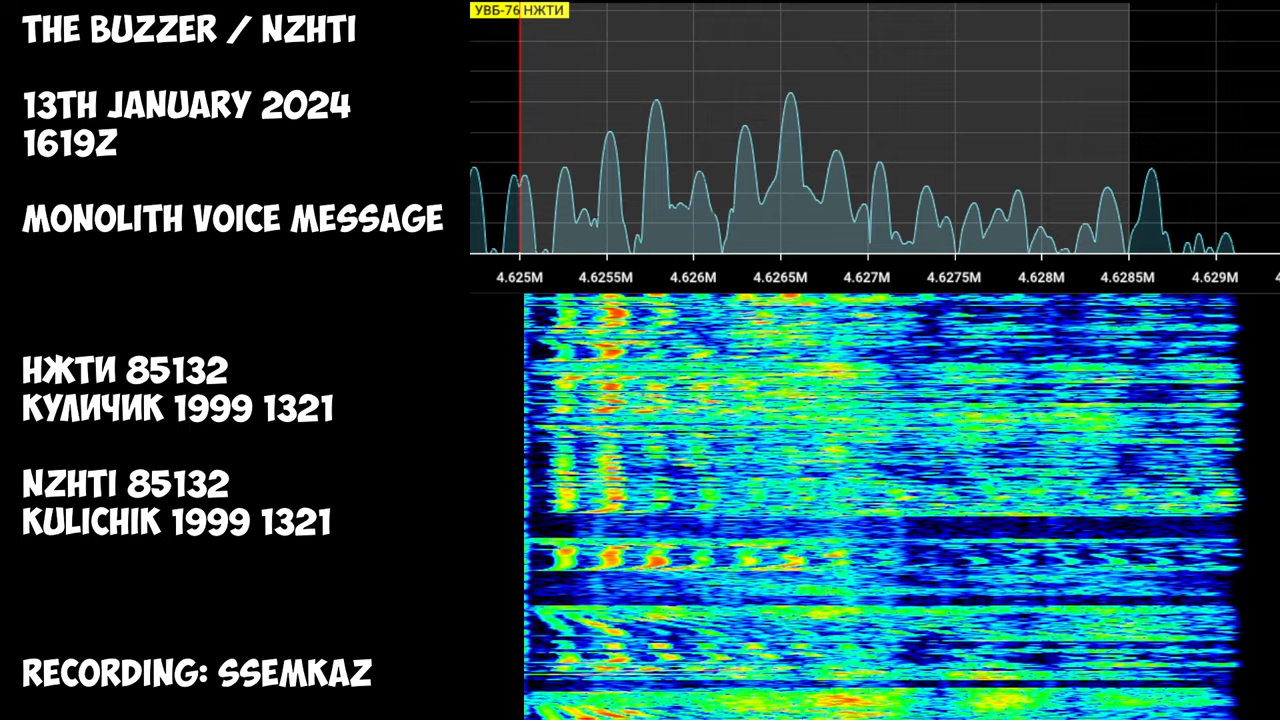 THE BUZZER / NZHTI
13TH JANUARY 2024
1619Z
MONOLITH VOICE MESSAGE
НЖТИ 85132
КУЛИЧИК 1999 1321
NZHTI 85132
KULICHIK 1999 1321
RECORDING: SSEMKAZ
УВБ-76 НЖТИ
4.625M 4.6255M 4.626M 4.6265M 4.627M 4.6275M 4.628M 4.6285M 4.629M